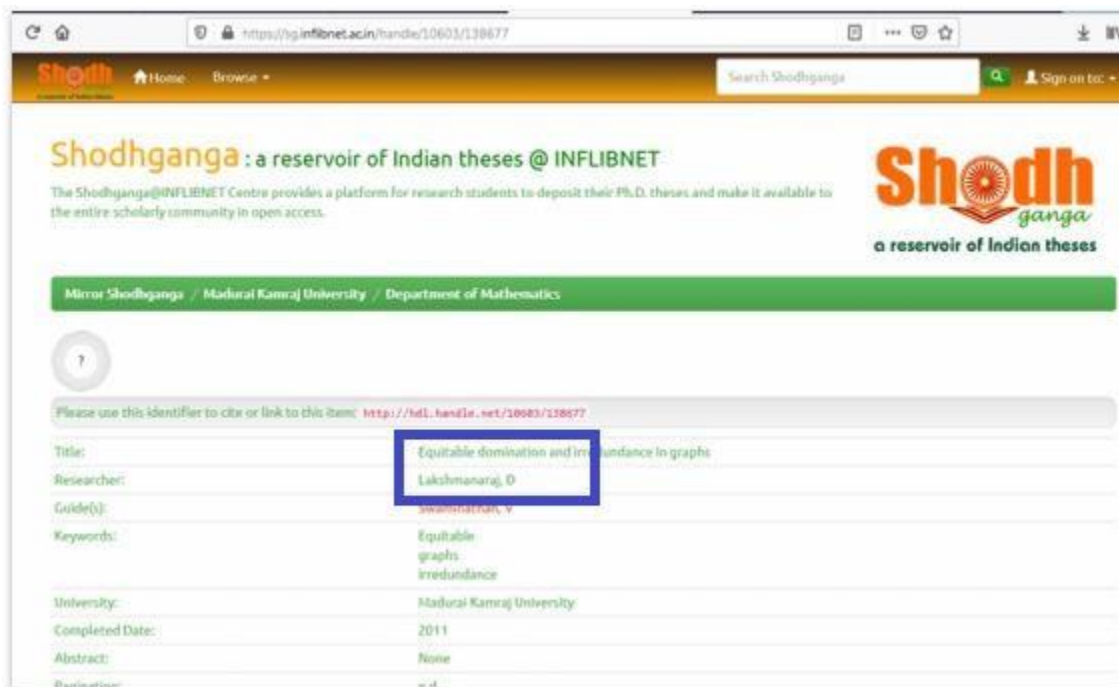 https://sg.inflibnet.ac.in/handle/10603/138677
Shodh Home Browse Search Shodhganga Sign on to:
Shodhganga : a reservoir of Indian theses @ INFLIBNET
The Shodhganga@INFLIBNET Centre provides a platform for research students to deposit their Ph.D. theses and make it available to
the entire scholarly community in open access.
Shodh
ganga
a reservoir of Indian theses
Mirror Shodhganga / Madurai Kamraj University / Department of Mathematics
?
Please use this identifier to cite or link to this item: http://hdl.handle.net/10603/138677
Title: Equitable domination and in graphs
Researcher: Lakshmanaraj, D
Guide(s): Swaminathan, V
Keywords: Equitable
graphs
irredundance
University: Madurai Kamraj University
Completed Date: 2011
Abstract: None
Pagination: n.d.